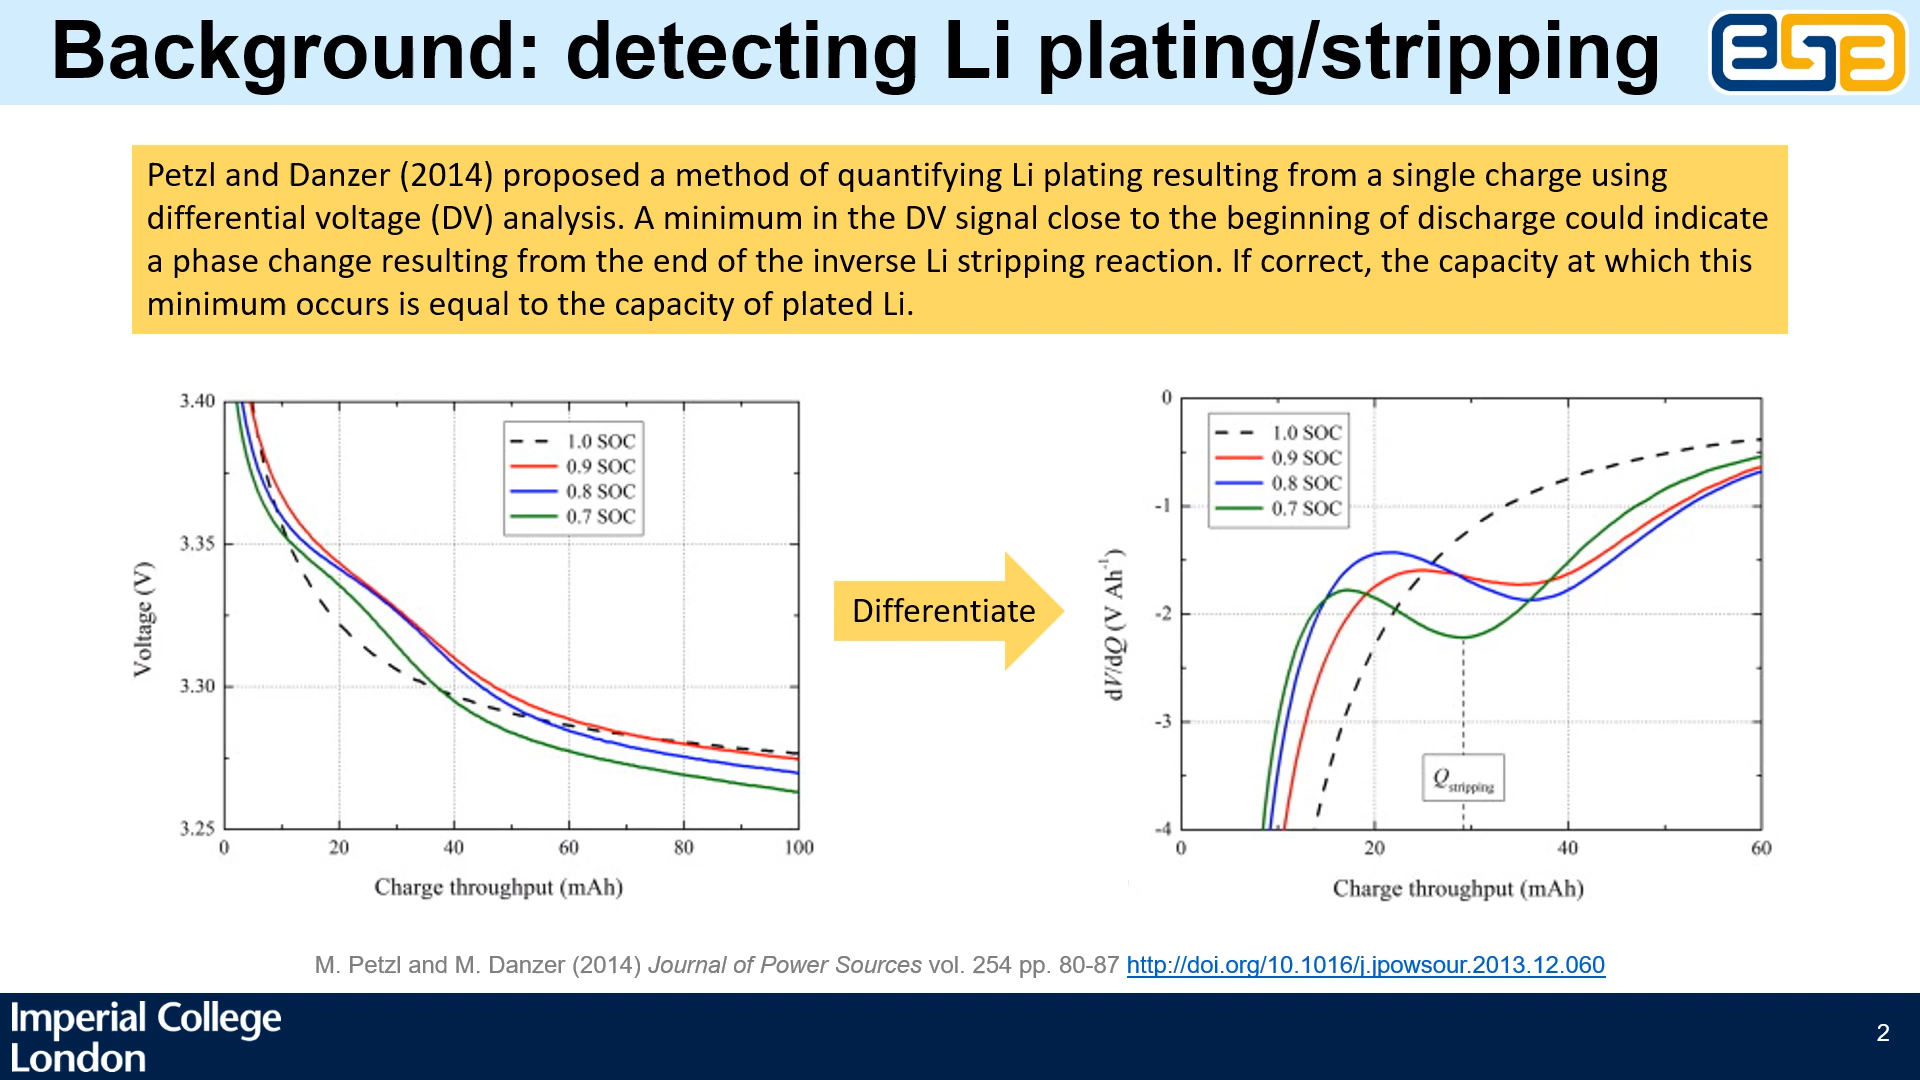 Background: detecting Li plating/stripping
Petzl and Danzer (2014) proposed a method of quantifying Li plating resulting from a single charge using
differential voltage (DV) analysis. A minimum in the DV signal close to the beginning of discharge could indicate
a phase change resulting from the end of the inverse Li stripping reaction. If correct, the capacity at which this
minimum occurs is equal to the capacity of plated Li.
3.40
3.35
3.30
3.25
Voltage (V)
1.0 SOC
0.9 SOC
0.8 SOC
0.7 SOC
0 20 40 60 80 100
Charge throughput (mAh)
Differentiate
0
-1
-2
-3
-4
dV/dQ (V Ah⁻¹)
1.0 SOC
0.9 SOC
0.8 SOC
0.7 SOC
Qstripping
0 20 40 60
Charge throughput (mAh)
M. Petzl and M. Danzer (2014) Journal of Power Sources vol. 254 pp. 80-87 http://doi.org/10.1016/j.jpowsour.2013.12.060
Imperial College
London
2